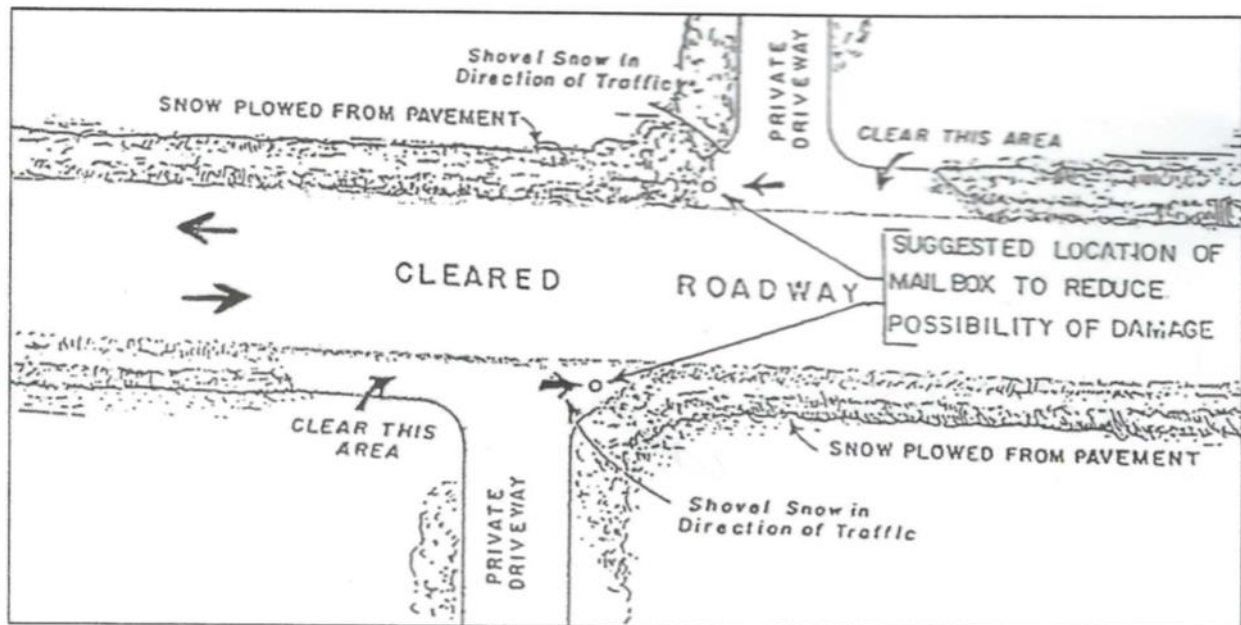 Shovel Snow in
Direction of Traffic
SNOW PLOWED FROM PAVEMENT
PRIVATE
DRIVEWAY
CLEAR THIS AREA
SUGGESTED LOCATION OF
MAILBOX TO REDUCE
POSSIBILITY OF DAMAGE
CLEARED ROADWAY
CLEAR THIS
AREA
SNOW PLOWED FROM PAVEMENT
PRIVATE
DRIVEWAY
Shovel Snow in
Direction of Traffic